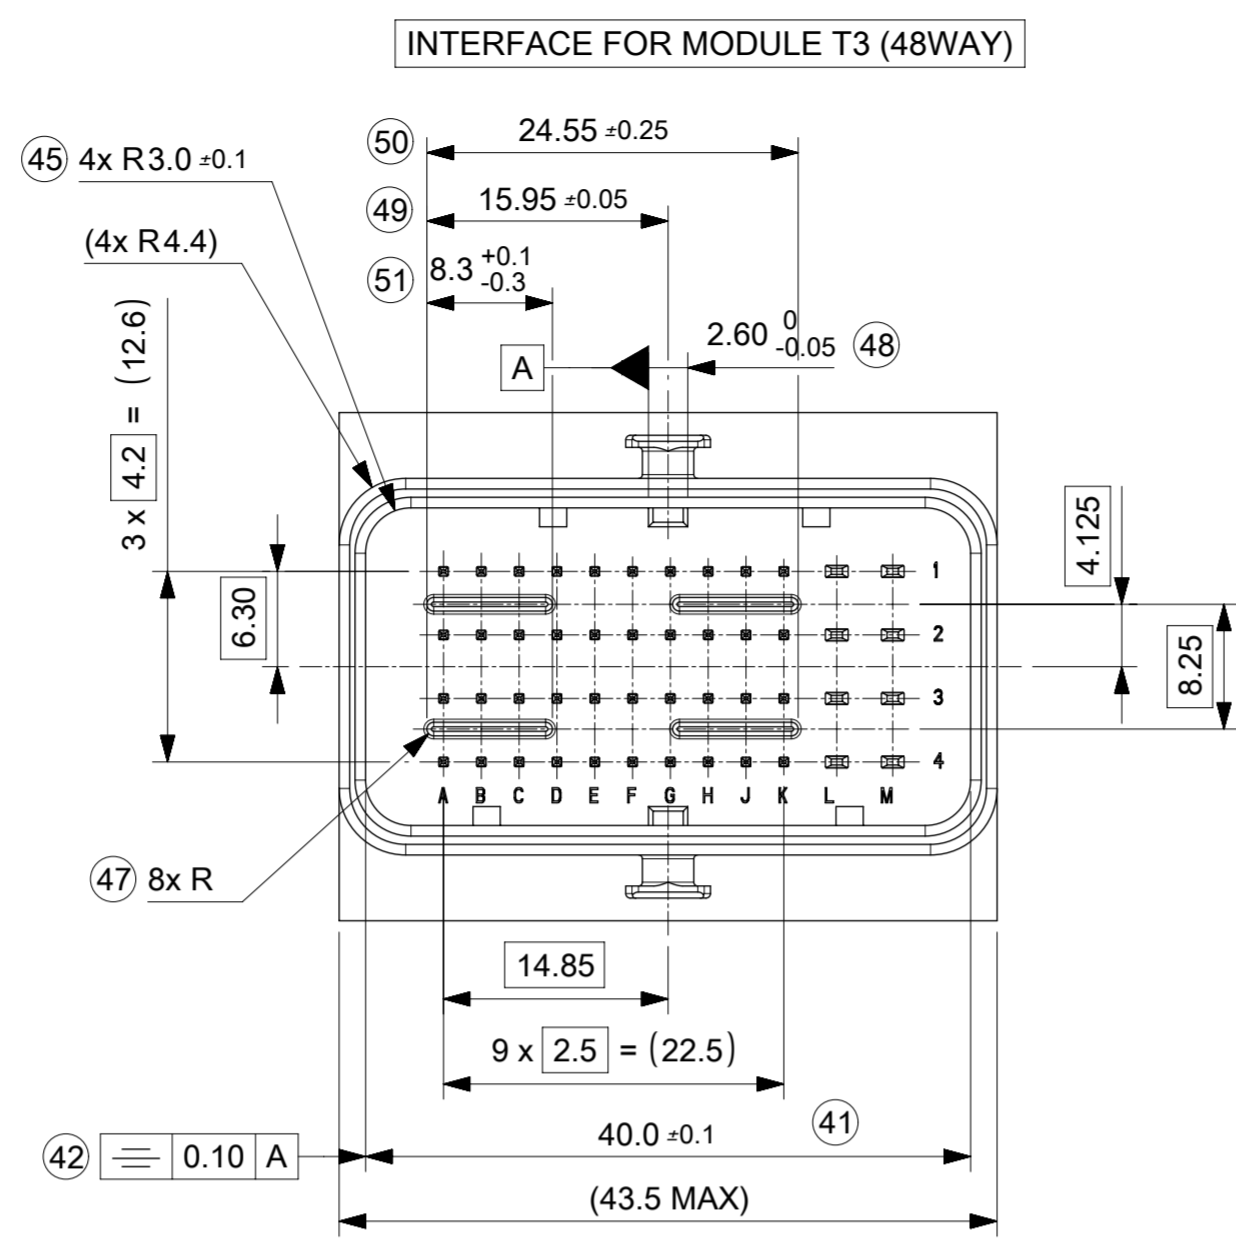 INTERFACE FOR MODULE T3 (48WAY)
50 24.55 ±0.25
45 4x R3.0 ±0.1
49 15.95 ±0.05
(4x R4.4)
51 8.3 +0.1 -0.3
2.60 0 -0.05 48
A
3 x 4.2 = (12.6)
6.30
4.125
8.25
1
2
3
4
A B C D E F G H J K L M
47 8x R
14.85
9 x 2.5 = (22.5)
41
40.0 ±0.1
42 0.10 A
(43.5 MAX)